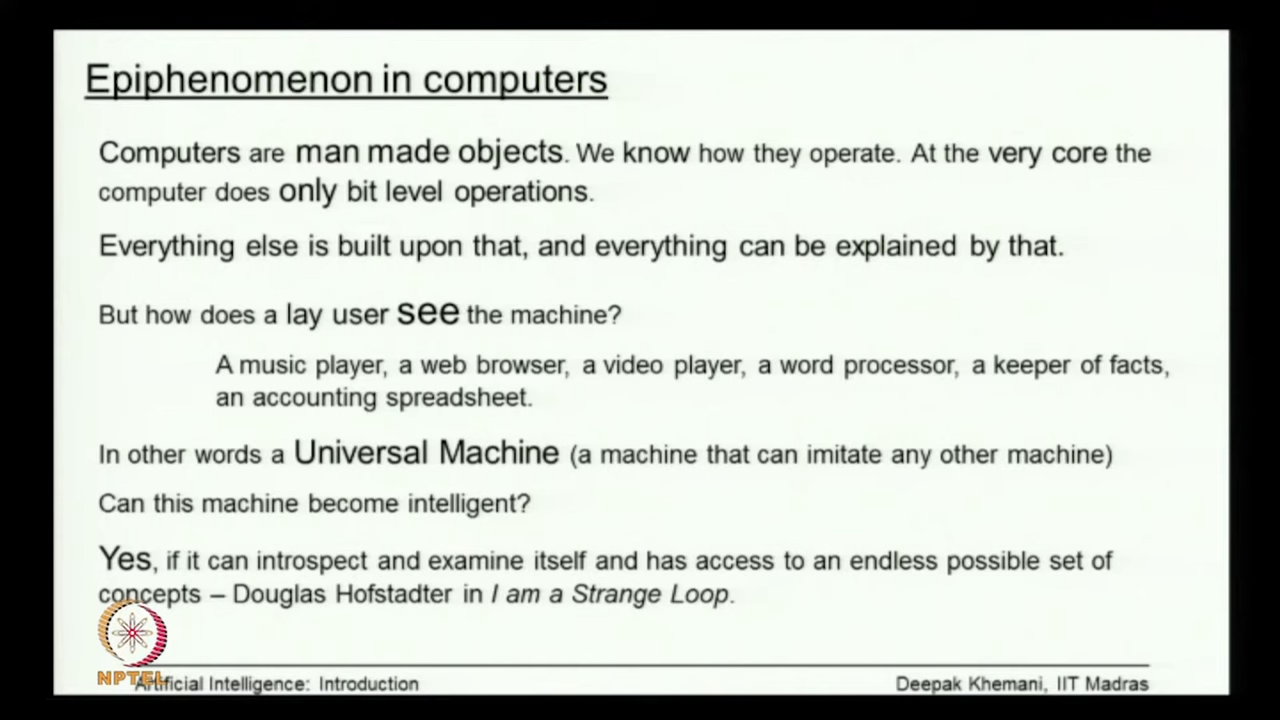 Epiphenomenon in computers
Computers are man made objects. We know how they operate. At the very core the
computer does only bit level operations.
Everything else is built upon that, and everything can be explained by that.
But how does a lay user see the machine?
A music player, a web browser, a video player, a word processor, a keeper of facts,
an accounting spreadsheet.
In other words a Universal Machine (a machine that can imitate any other machine)
Can this machine become intelligent?
Yes, if it can introspect and examine itself and has access to an endless possible set of
concepts – Douglas Hofstadter in I am a Strange Loop.
NPTEL
Artificial Intelligence: Introduction
Deepak Khemani, IIT Madras